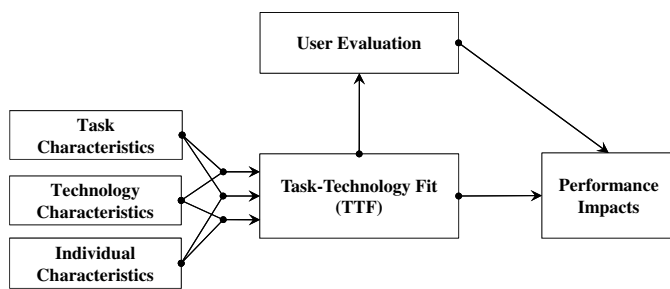 User Evaluation
Task
Characteristics
Technology
Characteristics
Individual
Characteristics
Task-Technology Fit
(TTF)
Performance
Impacts